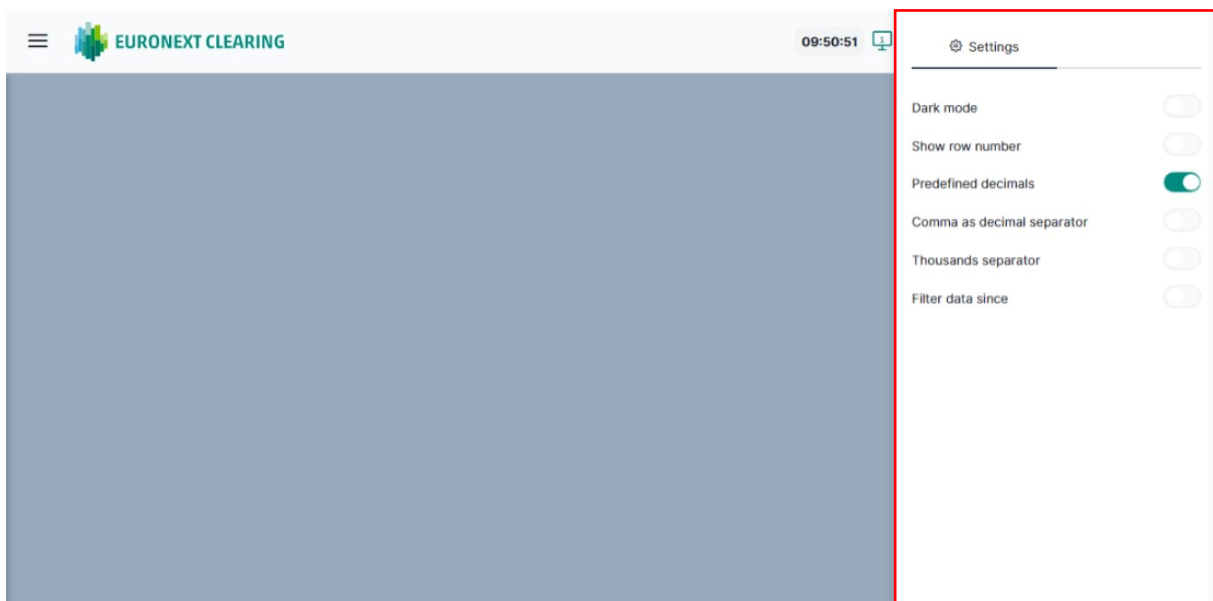 EURONEXT CLEARING
09:50:51
1
Settings
Dark mode
Show row number
Predefined decimals
Comma as decimal separator
Thousands separator
Filter data since